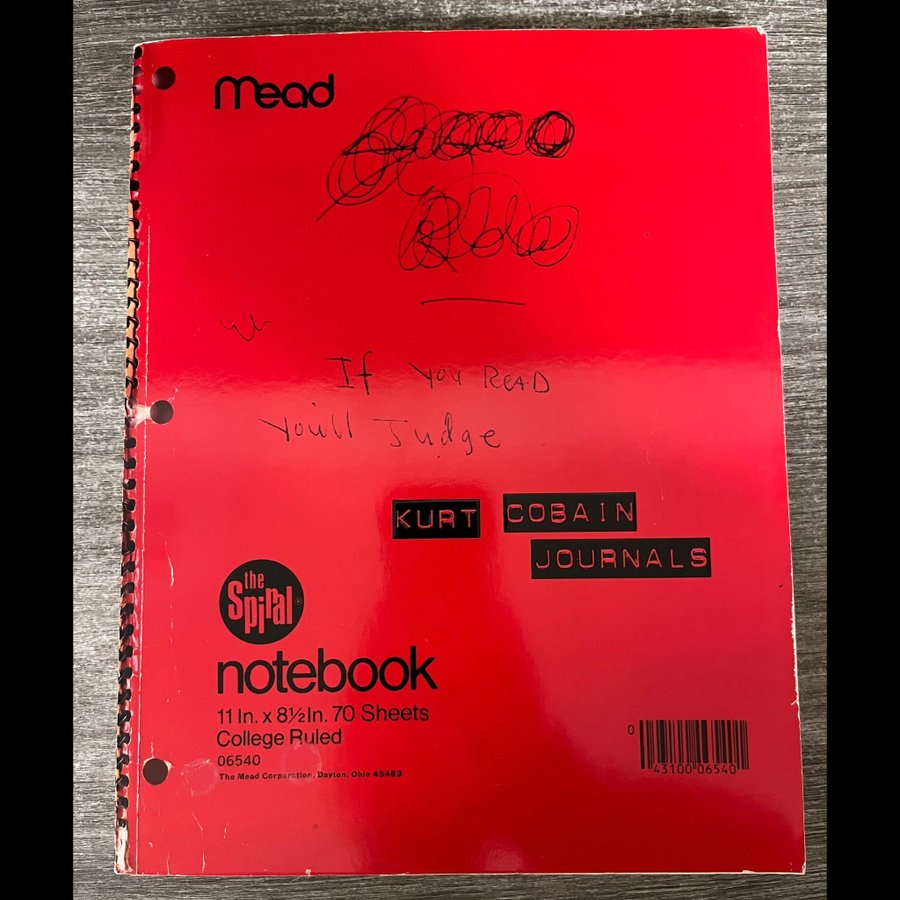 mead
If You ReAD
You'll Judge
KURT COBAIN
JOURNALS
the
Spiral®
notebook
11 In. x 8½ In. 70 Sheets
College Ruled
06540
The Mead Corporation, Dayton, Ohio 45463
0
43100 06540